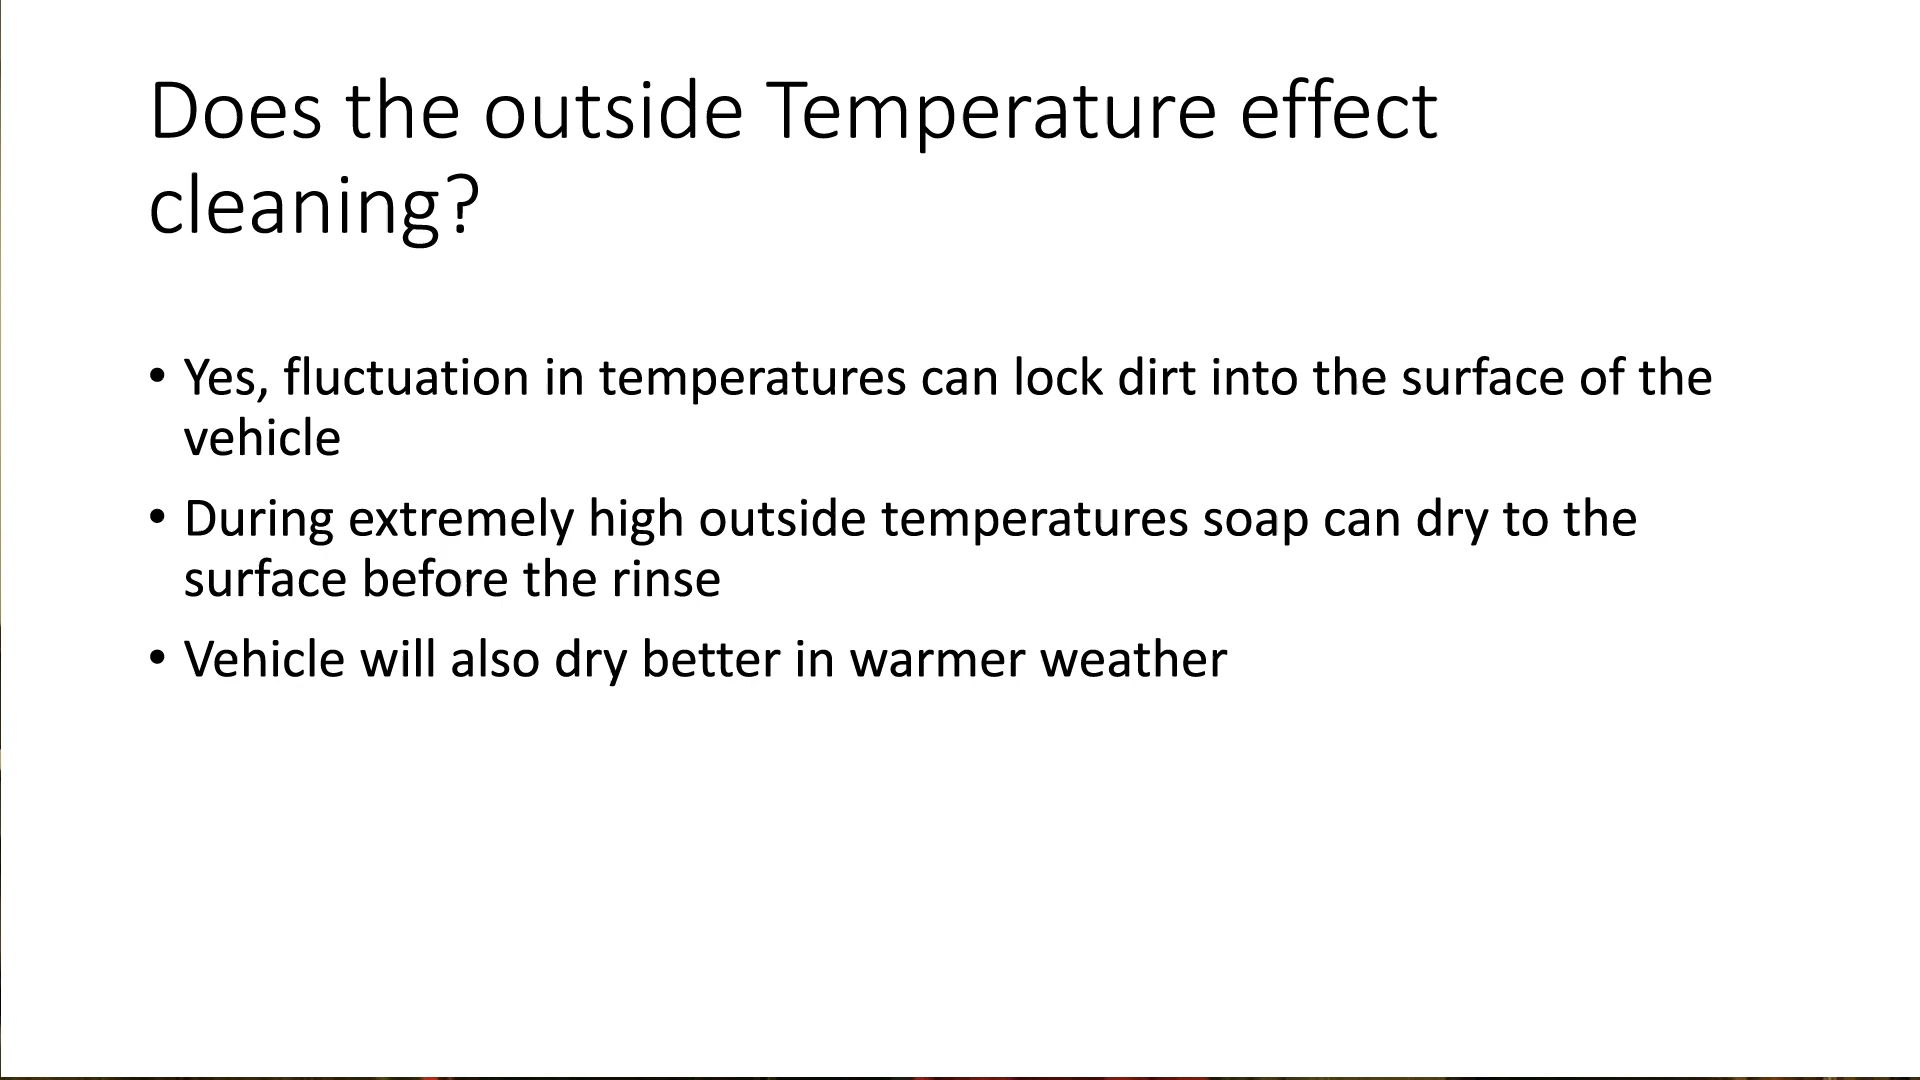 Does the outside Temperature effect
cleaning?
• Yes, fluctuation in temperatures can lock dirt into the surface of the
vehicle
• During extremely high outside temperatures soap can dry to the
surface before the rinse
• Vehicle will also dry better in warmer weather